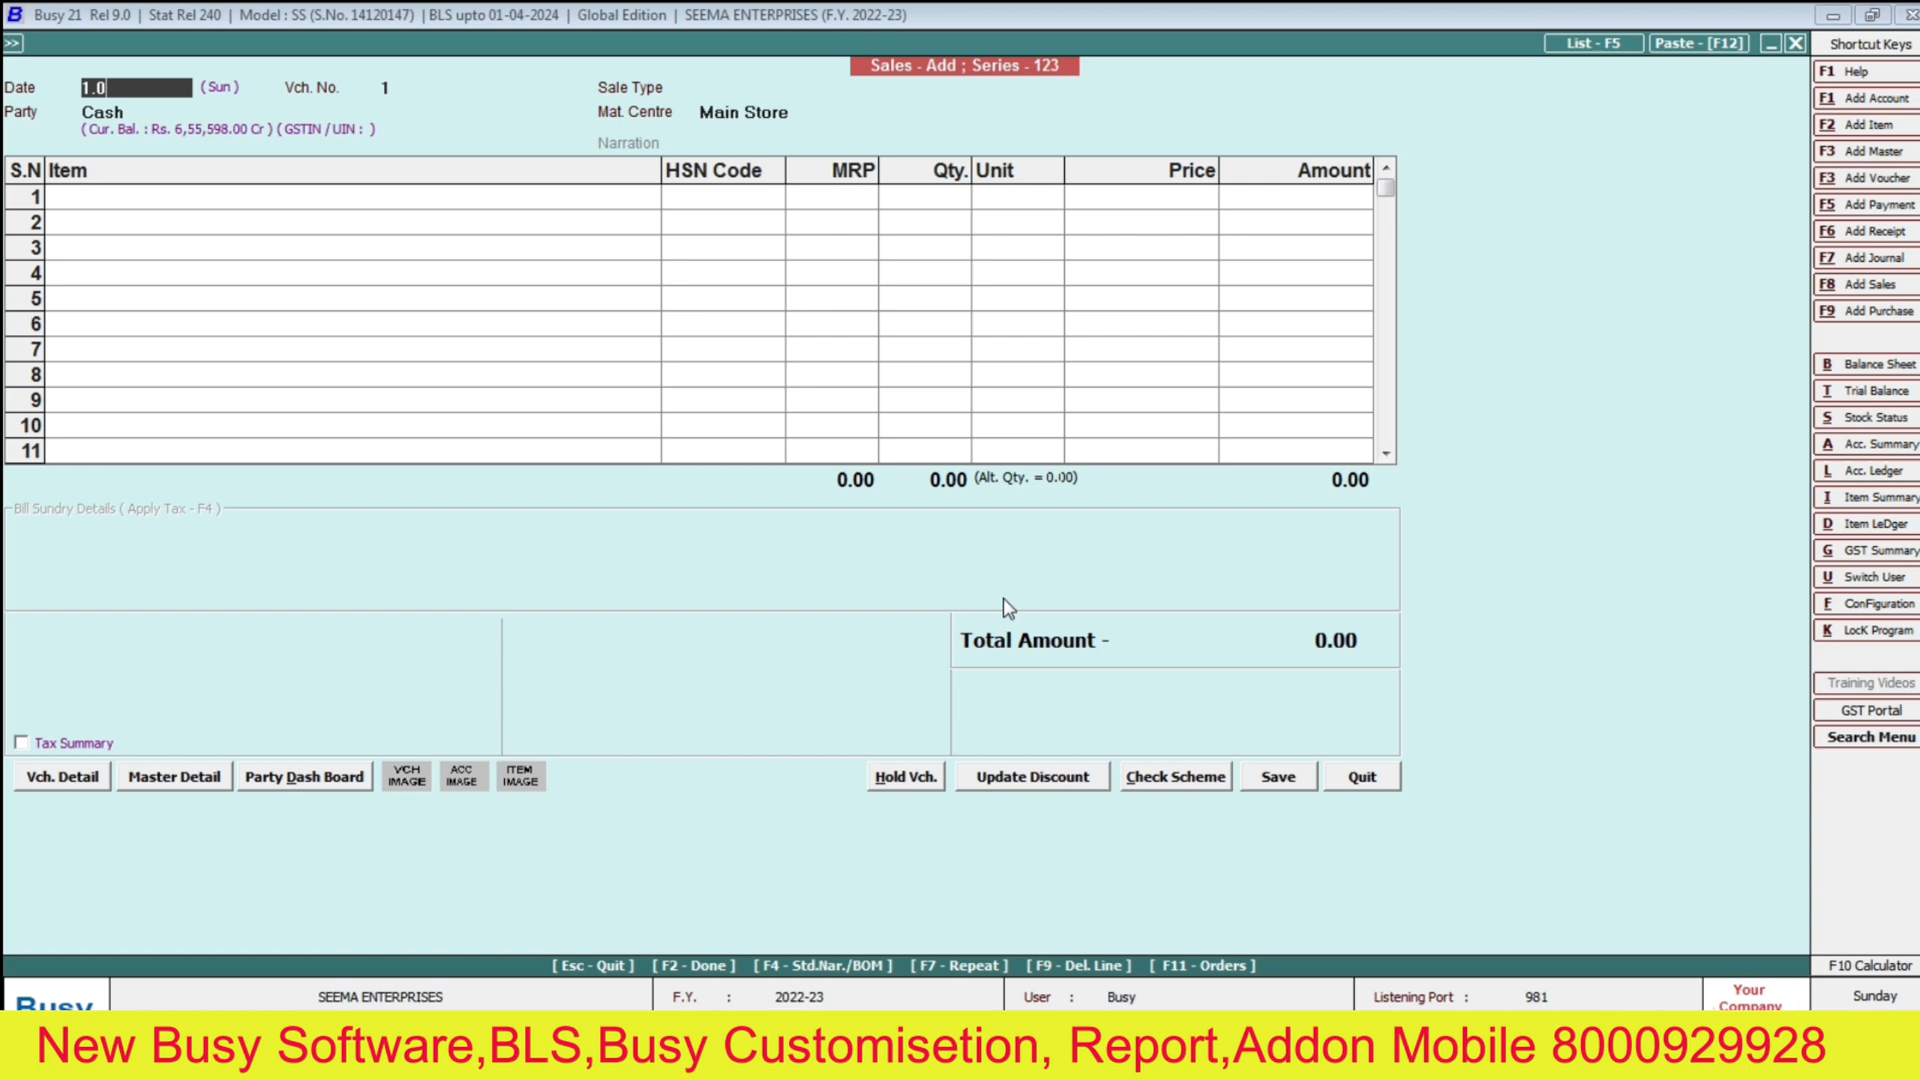 Busy 21 Rel 9.0 | Stat Rel 240 | Model : SS (S.No. 14120147) | BLS upto 01-04-2024 | Global Edition | SEEMA ENTERPRISES (F.Y. 2022-23)
>> List - F5 Paste - [F12] Shortcut Keys
Sales - Add ; Series - 123
Date 1.0 (Sun) Vch. No. 1 Sale Type
Party Cash Mat. Centre Main Store
( Cur. Bal. : Rs. 6,55,598.00 Cr ) ( GSTIN / UIN : )
Narration
S.N Item HSN Code MRP Qty. Unit Price Amount
1
2
3
4
5
6
7
8
9
10
11
0.00 0.00 (Alt. Qty. = 0.00) 0.00
Bill Sundry Details ( Apply Tax - F4 )
Total Amount - 0.00
Tax Summary
Vch. Detail Master Detail Party Dash Board VCH IMAGE ACC IMAGE ITEM IMAGE Hold Vch. Update Discount Check Scheme Save Quit
F1 Help
F1 Add Account
F2 Add Item
F3 Add Master
F3 Add Voucher
F5 Add Payment
F6 Add Receipt
F7 Add Journal
F8 Add Sales
F9 Add Purchase
B Balance Sheet
T Trial Balance
S Stock Status
A Acc. Summary
L Acc. Ledger
I Item Summary
D Item LeDger
G GST Summary
U Switch User
F ConFiguration
K LocK Program
Training Videos
GST Portal
Search Menu
[ Esc - Quit ] [ F2 - Done ] [ F4 - Std.Nar./BOM ] [ F7 - Repeat ] [ F9 - Del. Line ] [ F11 - Orders ] F10 Calculator
Busy SEEMA ENTERPRISES F.Y. : 2022-23 User : Busy Listening Port : 981 Your Company Sunday
New Busy Software,BLS,Busy Customisetion, Report,Addon Mobile 8000929928